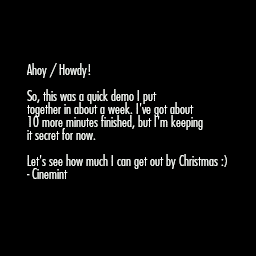 Ahoy / Howdy!
So, this was a quick demo I put
together in about a week. I've got about
10 more minutes finished, but I'm keeping
it secret for now.
Let's see how much I can get out by Christmas :)
- Cinemint